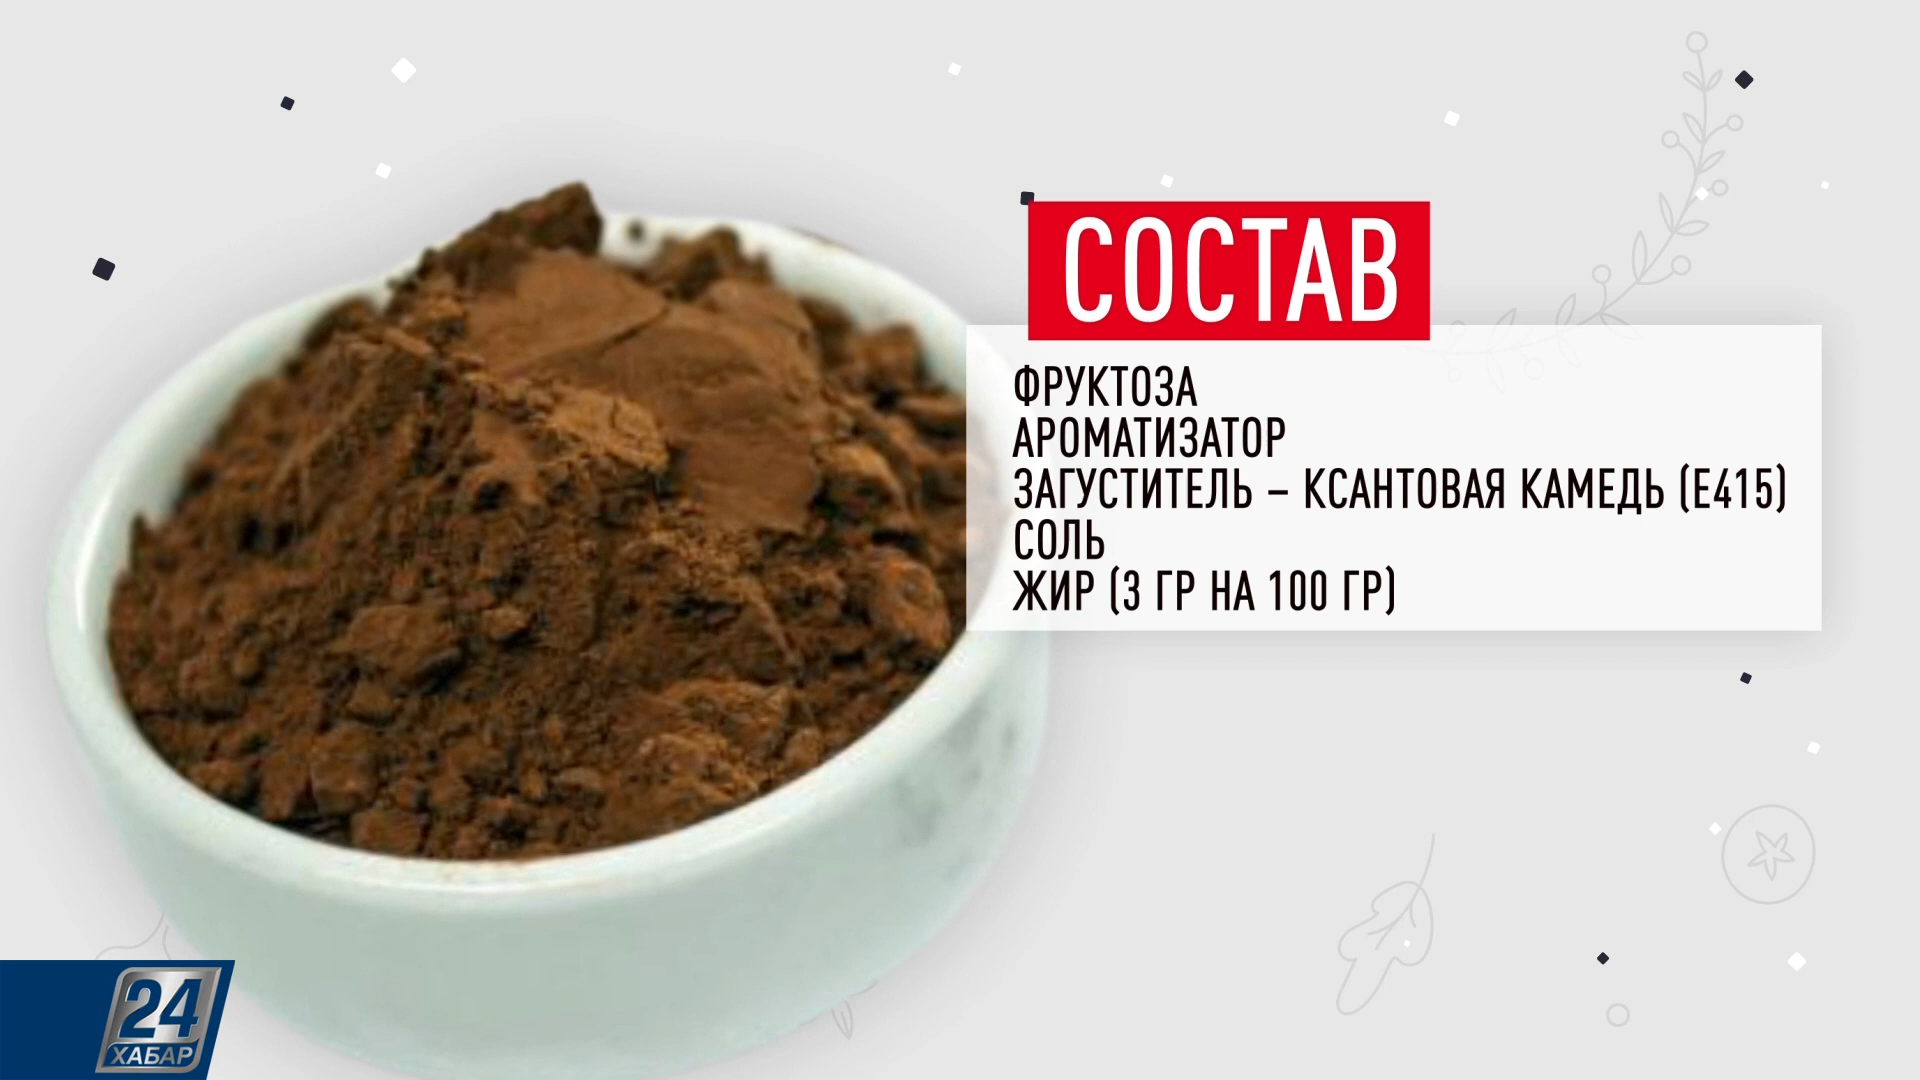 СОСТАВ
ФРУКТОЗА
АРОМАТИЗАТОР
ЗАГУСТИТЕЛЬ – КСАНТОВАЯ КАМЕДЬ (Е415)
СОЛЬ
ЖИР (3 ГР НА 100 ГР)
24
ХАБАР